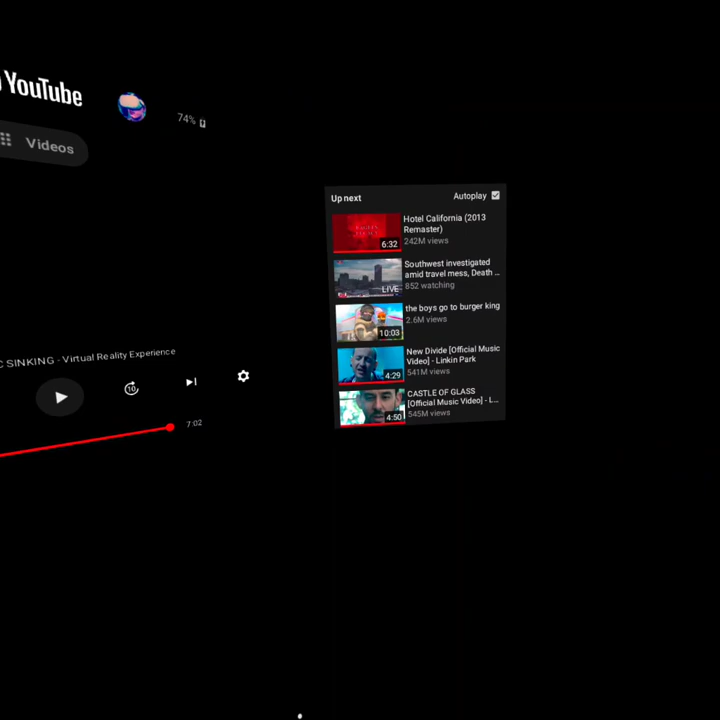 YouTube
74%
Videos
Up next
Autoplay
Hotel California (2013
Remaster)
242M views
6:32
Southwest investigated
amid travel mess, Death ...
852 watching
LIVE
the boys go to burger king
2.6M views
10:03
New Divide [Official Music
Video] - Linkin Park
541M views
4:29
CASTLE OF GLASS
[Official Music Video] - L...
545M views
4:50
C SINKING - Virtual Reality Experience
10
7:02